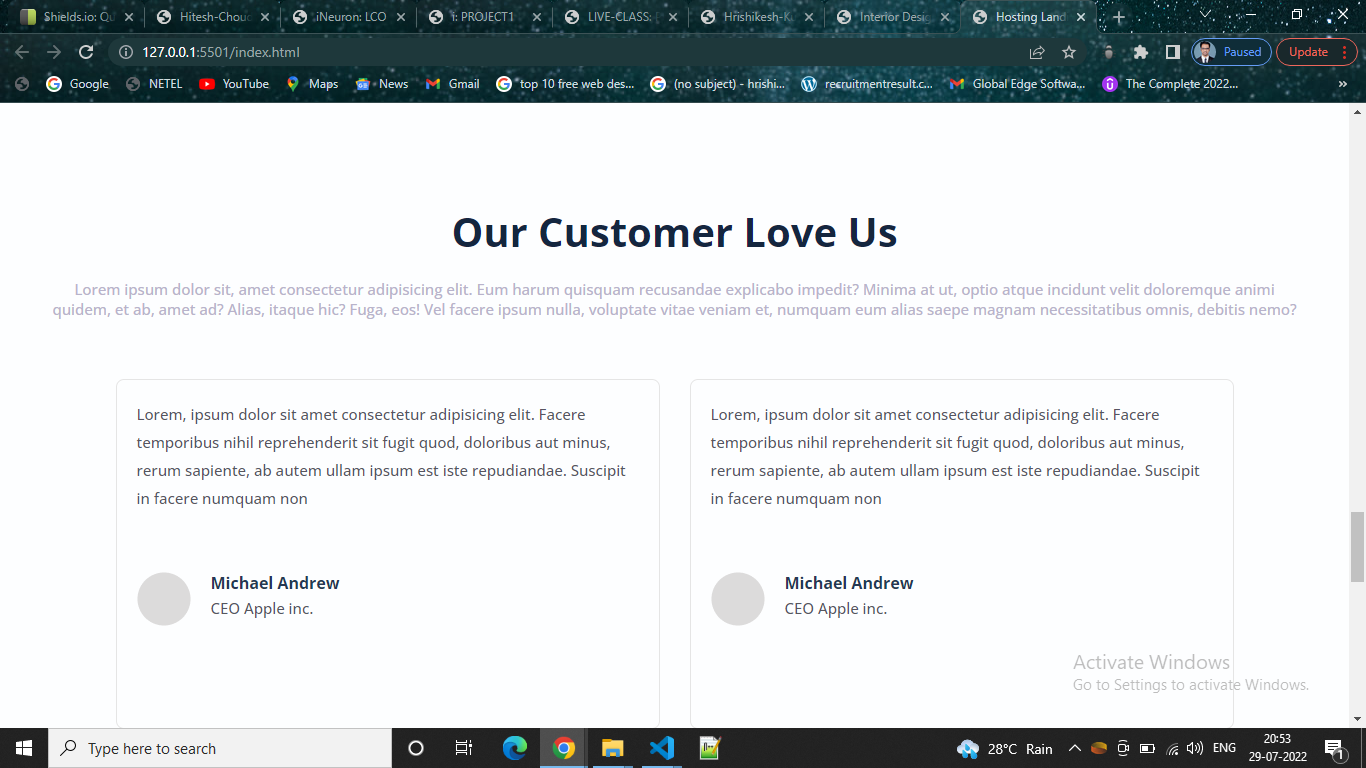 Shields.io: Qu
Hitesh-Chouc
iNeuron: LCO
i: PROJECT1
LIVE-CLASS:
Hrishikesh-Ku
Interior Desig
Hosting Land
127.0.0.1:5501/index.html
Paused
Update
Google
NETEL
YouTube
Maps
News
Gmail
top 10 free web des...
(no subject) - hrishi...
recruitmentresult.c...
Global Edge Softwa...
The Complete 2022...
Our Customer Love Us
Lorem ipsum dolor sit, amet consectetur adipisicing elit. Eum harum quisquam recusandae explicabo impedit? Minima at ut, optio atque incidunt velit doloremque animi
quidem, et ab, amet ad? Alias, itaque hic? Fuga, eos! Vel facere ipsum nulla, voluptate vitae veniam et, numquam eum alias saepe magnam necessitatibus omnis, debitis nemo?
Lorem, ipsum dolor sit amet consectetur adipisicing elit. Facere
temporibus nihil reprehenderit sit fugit quod, doloribus aut minus,
rerum sapiente, ab autem ullam ipsum est iste repudiandae. Suscipit
in facere numquam non
Michael Andrew
CEO Apple inc.
Lorem, ipsum dolor sit amet consectetur adipisicing elit. Facere
temporibus nihil reprehenderit sit fugit quod, doloribus aut minus,
rerum sapiente, ab autem ullam ipsum est iste repudiandae. Suscipit
in facere numquam non
Michael Andrew
CEO Apple inc.
Activate Windows
Go to Settings to activate Windows.
Type here to search
28°C Rain
ENG
20:53
29-07-2022
1